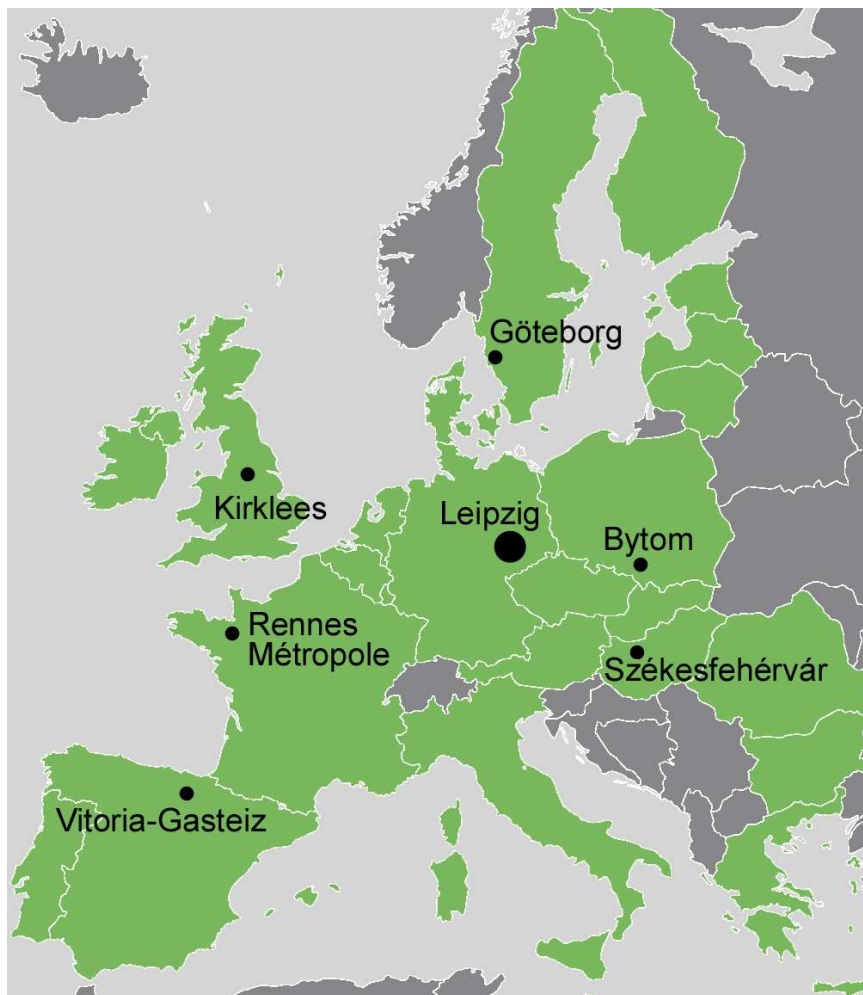 Göteborg
Kirklees
Leipzig
Bytom
Rennes
Métropole
Székesfehérvár
Vitoria-Gasteiz